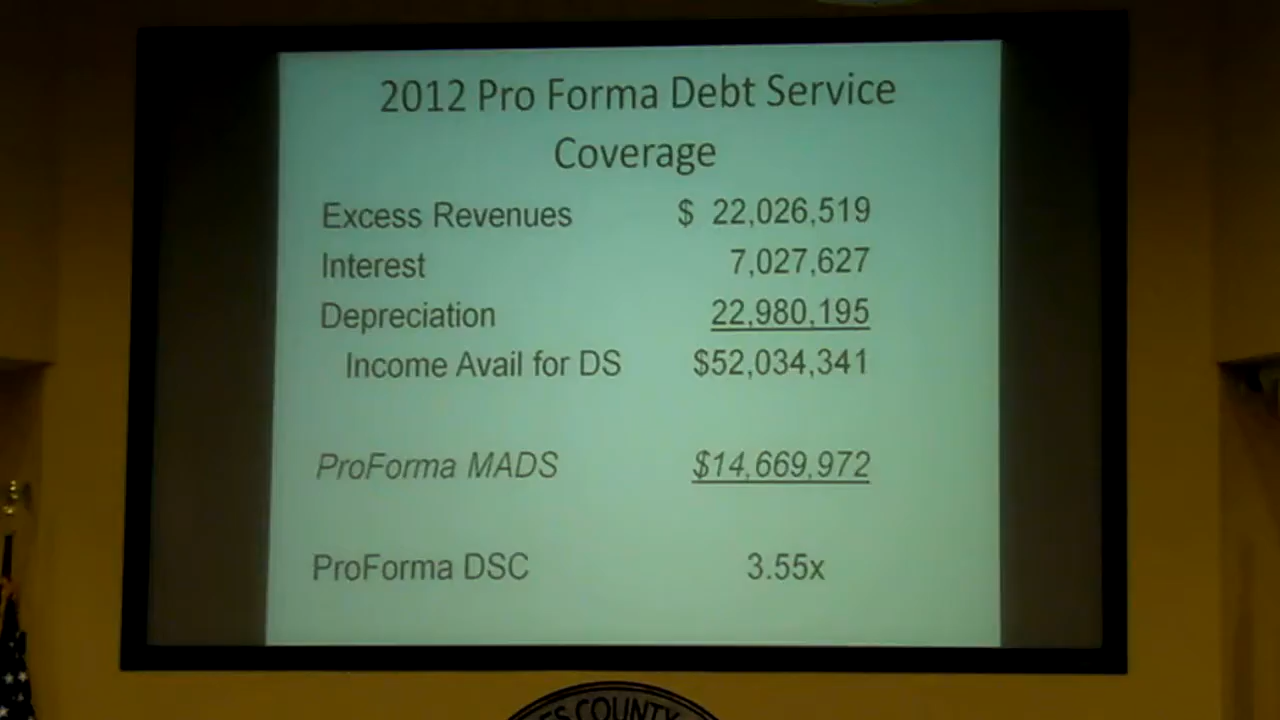 2012 Pro Forma Debt Service
Coverage
Excess Revenues $ 22,026,519
Interest 7,027,627
Depreciation 22,980,195
Income Avail for DS $52,034,341
ProForma MADS $14,669,972
ProForma DSC 3.55x
COUNTY